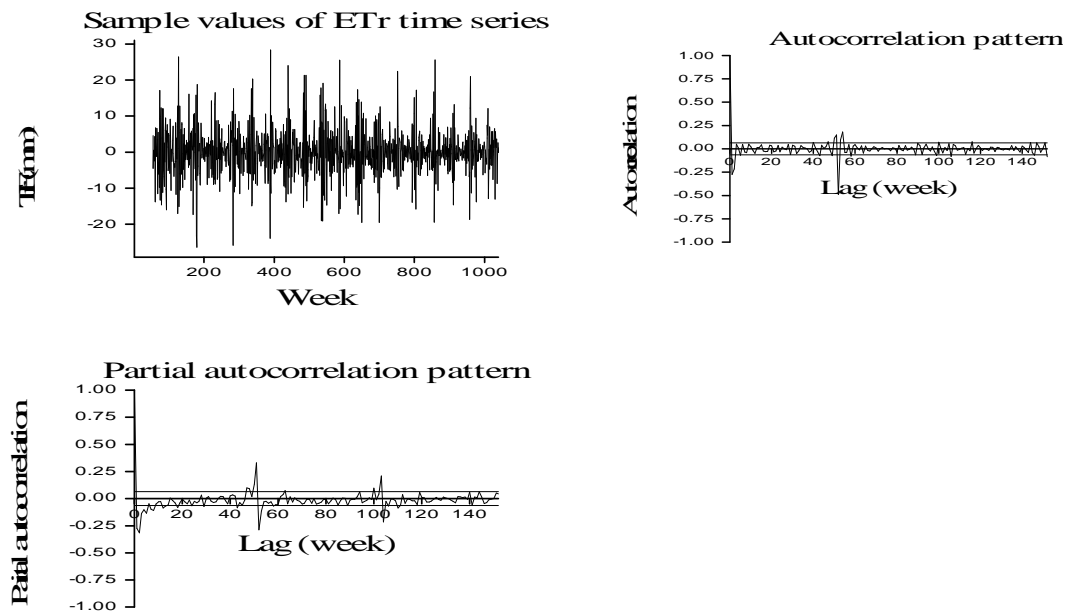 Sample values of ETr time series
30
20
10
0
-10
-20
200 400 600 800 1000
Week
(mm)
Autocorrelation pattern
1.00
0.75
0.50
0.25
0.00
-0.25
-0.50
-0.75
-1.00
0 20 40 60 80 100 120 140
Lag (week)
Autocorrelation
Partial autocorrelation pattern
1.00
0.75
0.50
0.25
0.00
-0.25
-0.50
-0.75
-1.00
0 20 40 60 80 100 120 140
Lag (week)
Partial autocorrelation